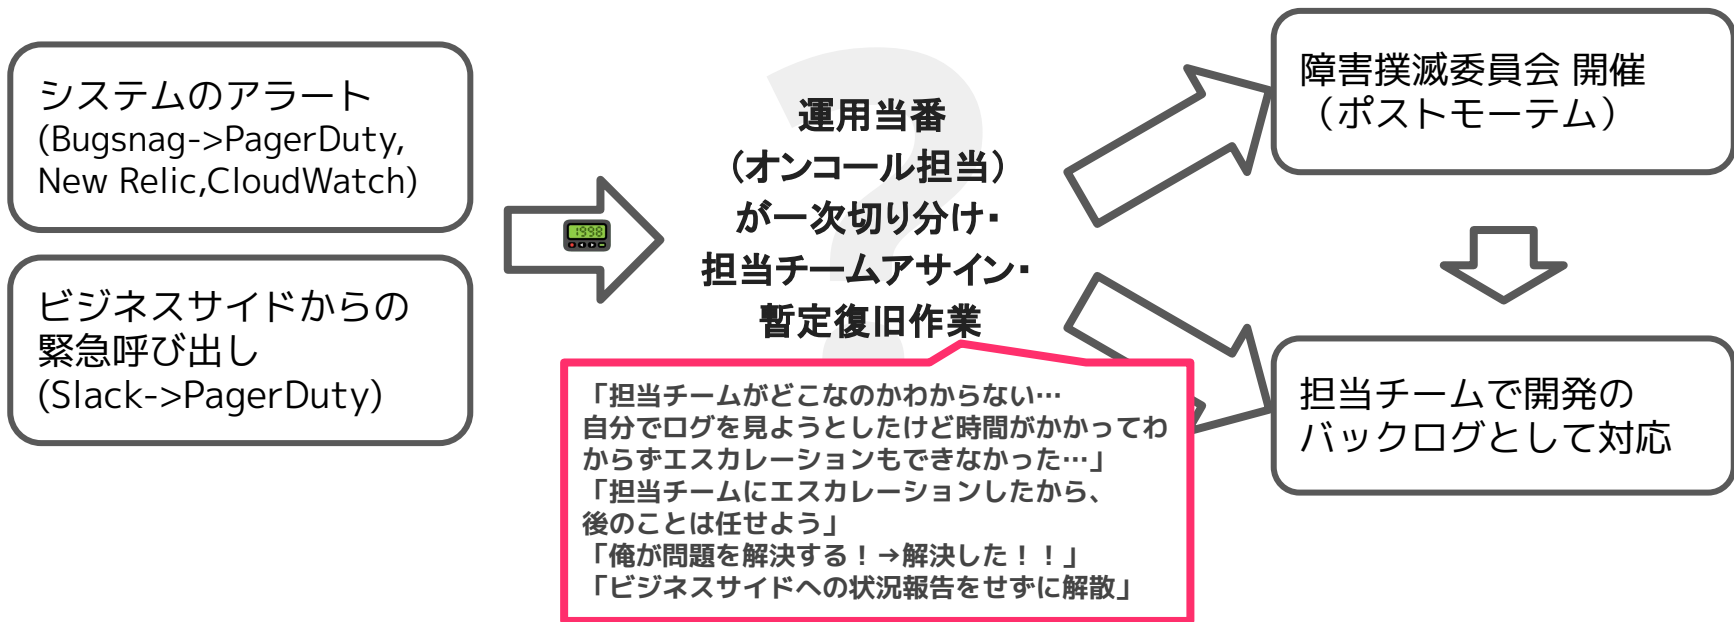 システムのアラート
(Bugsnag->PagerDuty,
New Relic,CloudWatch)
ビジネスサイドからの
緊急呼び出し
(Slack->PagerDuty)
1998
?
運用当番
（オンコール担当）
が一次切り分け・
担当チームアサイン・
暫定復旧作業
「担当チームがどこなのかわからない…
自分でログを見ようとしたけど時間がかかってわ
からずエスカレーションもできなかった…」
「担当チームにエスカレーションしたから、
後のことは任せよう」
「俺が問題を解決する！→解決した！！」
「ビジネスサイドへの状況報告をせずに解散」
障害撲滅委員会 開催
（ポストモーテム）
担当チームで開発の
バックログとして対応